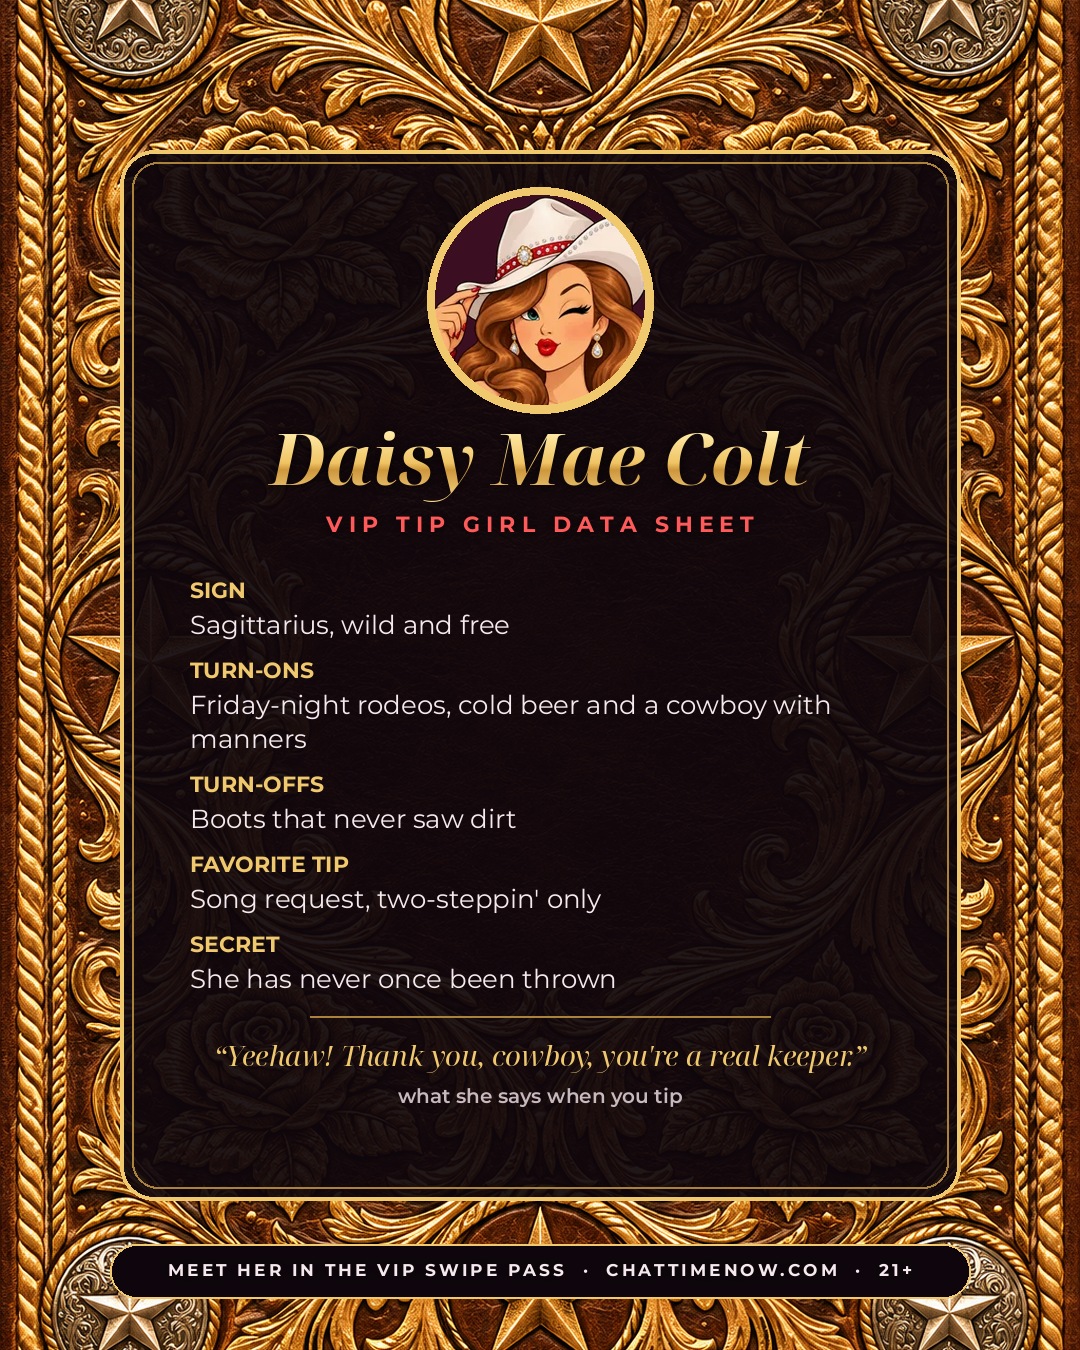 Daisy Mae Colt
VIP TIP GIRL DATA SHEET
SIGN
Sagittarius, wild and free
TURN-ONS
Friday-night rodeos, cold beer and a cowboy with
manners
TURN-OFFS
Boots that never saw dirt
FAVORITE TIP
Song request, two-steppin' only
SECRET
She has never once been thrown
“Yeehaw! Thank you, cowboy, you're a real keeper.”
what she says when you tip
MEET HER IN THE VIP SWIPE PASS · CHATTIMENOW.COM · 21+